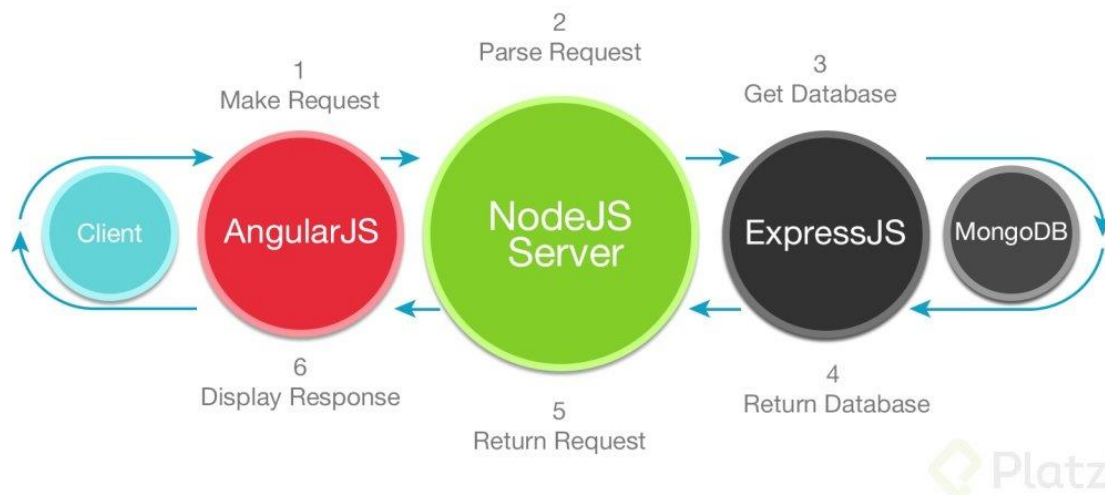 2
Parse Request
1
Make Request
3
Get Database
Client
AngularJS
NodeJS
Server
ExpressJS
MongoDB
6
Display Response
4
Return Database
5
Return Request
Platz